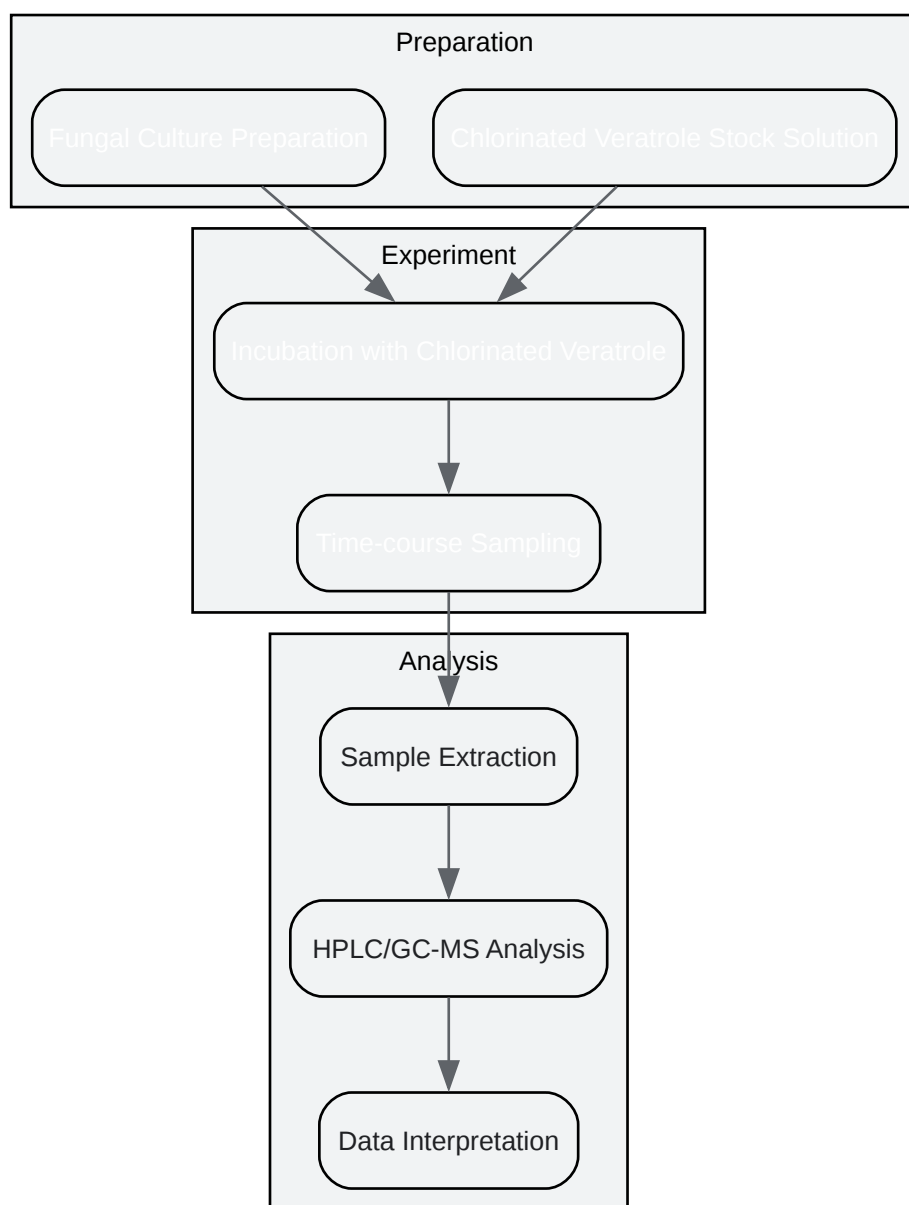 Preparation
Fungal Culture Preparation
Chlorinated Veratrole Stock Solution
Experiment
Incubation with Chlorinated Veratrole
Time-course Sampling
Analysis
Sample Extraction
HPLC/GC-MS Analysis
Data Interpretation